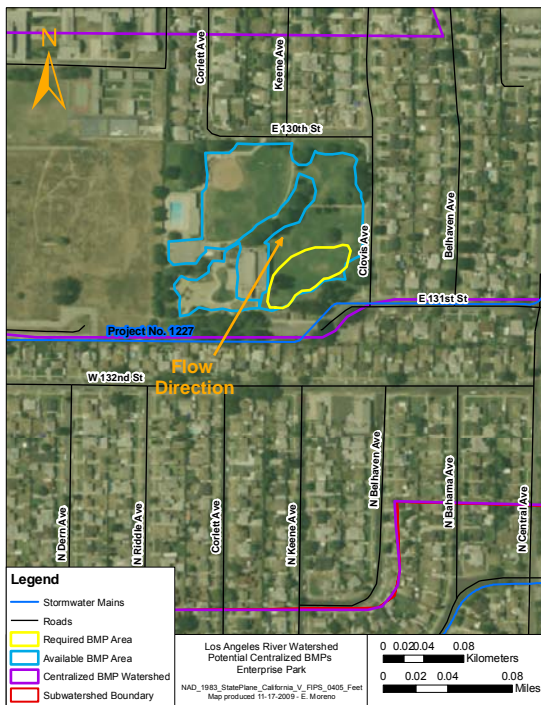 N
Corlett Ave
Keene Ave
E 130th St
Belhaven Ave
Clovis Ave
E 131st St
Project No. 1227
Flow
Direction
W 132nd St
N Dern Ave
N Riddle Ave
Corlett Ave
N Keene Ave
N Belhaven Ave
N Bahama Ave
N Central Ave
Legend
Stormwater Mains
Roads
Required BMP Area
Available BMP Area
Centralized BMP Watershed
Subwatershed Boundary
Los Angeles River Watershed
Potential Centralized BMPs
Enterprise Park
NAD_1983_StatePlane_California_V_FIPS_0405_Feet
Map produced 11-17-2009 - E. Moreno
0 0.020.04 0.08
Kilometers
0 0.02 0.04 0.08
Miles